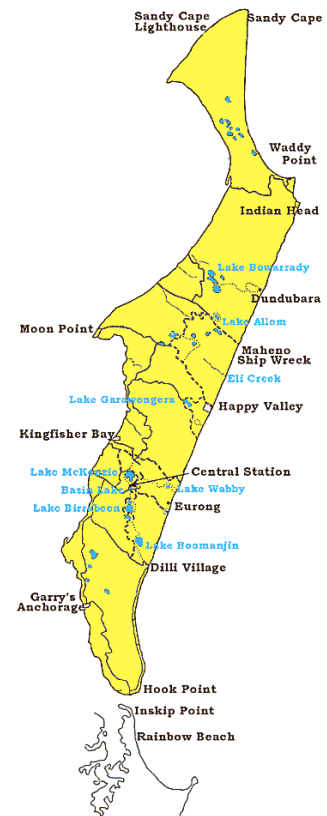 Sandy Cape
Lighthouse
Sandy Cape
Waddy
Point
Indian Head
Lake Bowarrady
Dundubara
Lake Allom
Moon Point
Maheno
Ship Wreck
Eli Creek
Lake Garawongera
Happy Valley
Kingfisher Bay
Central Station
Lake McKenzie
Basin Lake
Lake Wabby
Lake Birrabeen
Eurong
Lake Boomanjin
Dilli Village
Garry's
Anchorage
Hook Point
Inskip Point
Rainbow Beach